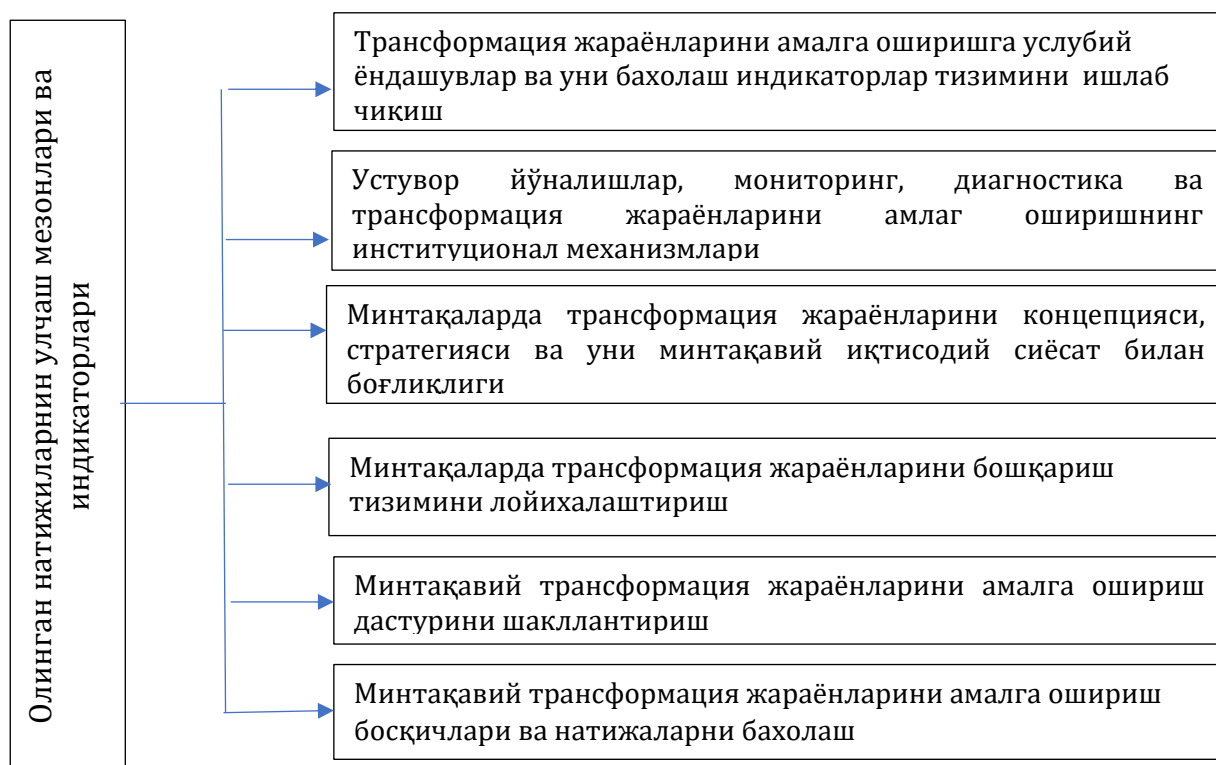 Олинган натижиларнин улчаш мезонлари ва
индикаторлари
Трансформация жараёнларини амалга оширишга услубий
ёндашувлар ва уни бахолаш индикаторлар тизимини ишлаб
чиқиш
Устувор йўналишлар, мониторинг, диагностика ва
трансформация жараёнларини амлаг оширишнинг
институционал механизмлари
Минтақаларда трансформация жараёнларини концепцияси,
стратегияси ва уни минтақавий иқтисодий сиёсат билан
боғлиқлиги
Минтақаларда трансформация жараёнларини бошқариш
тизимини лойихалаштириш
Минтақавий трансформация жараёнларини амалга ошириш
дастурини шакллантириш
Минтақавий трансформация жараёнларини амалга ошириш
босқичлари ва натижаларни бахолаш